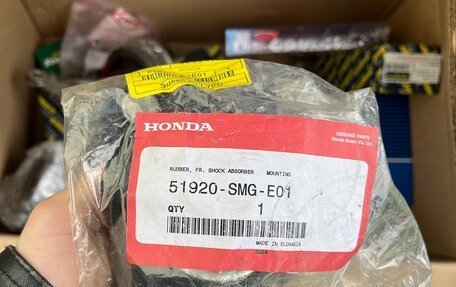 HONDA
GENUINE PARTS
Honda Motor Co., Ltd.
RUBBER, FR. SHOCK ABSORBER MOUNTING
51920-SMG-E01
QTY 1
MADE IN SLOVAKIA